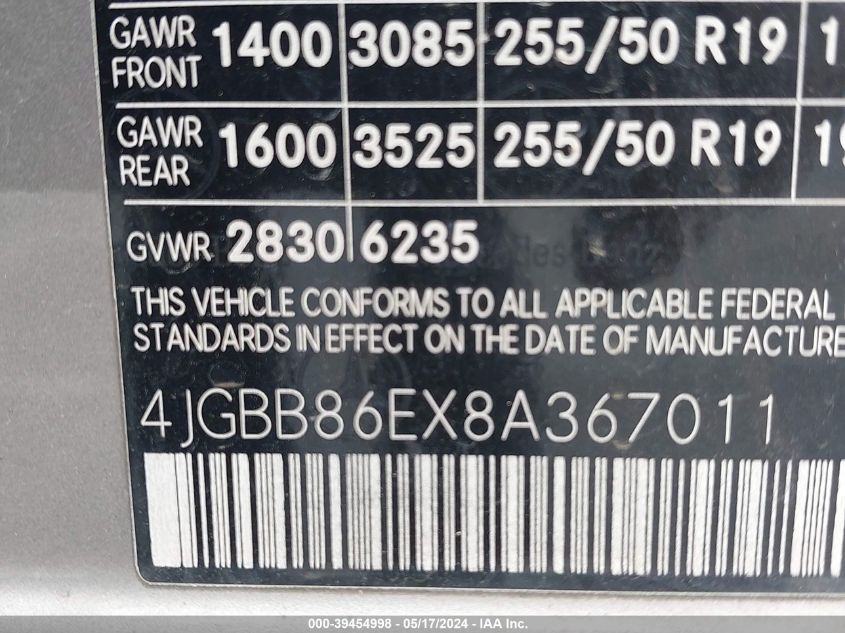 GAWR FRONT 1400 3085 255/50 R19
GAWR REAR 1600 3525 255/50 R19
GVWR 2830 6235
THIS VEHICLE CONFORMS TO ALL APPLICABLE FEDERAL
STANDARDS IN EFFECT ON THE DATE OF MANUFACTURE
4JGBB86EX8A367011
000-39454998 - 05/17/2024 - IAA Inc.